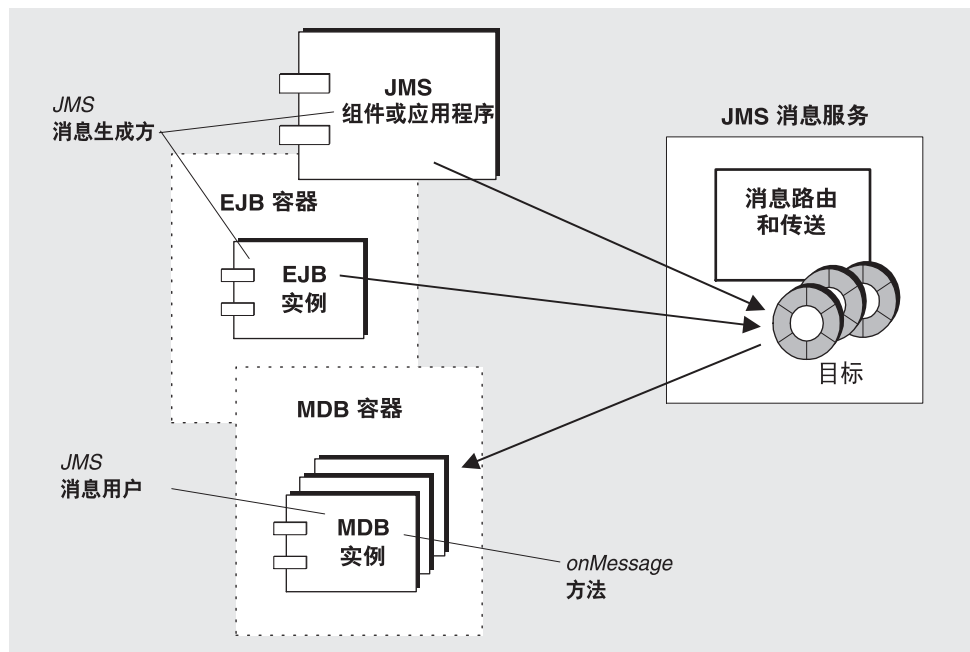 JMS
组件或应用程序
JMS
消息生成方
JMS 消息服务
消息路由
和传送
EJB 容器
EJB
实例
目标
MDB 容器
JMS
消息用户
MDB
实例
onMessage
方法